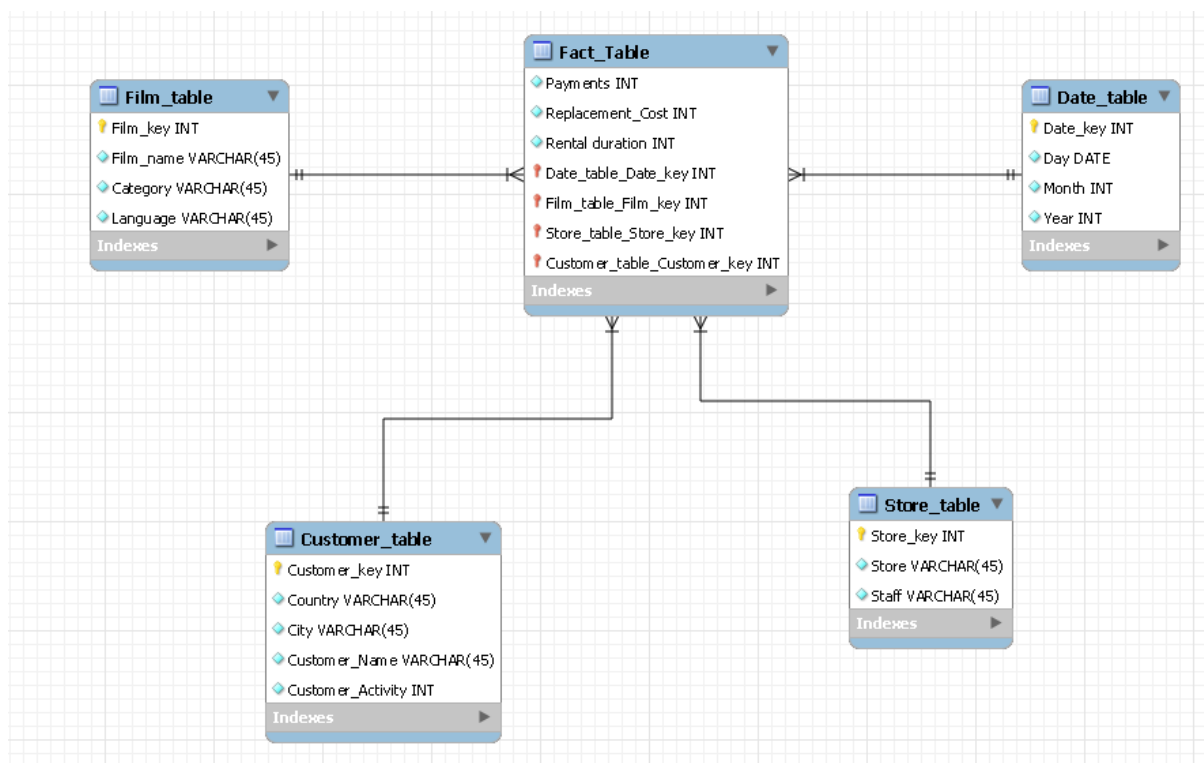 Fact_Table
Payments INT
Replacement_Cost INT
Rental duration INT
Date_table_Date_key INT
Film_table_Film_key INT
Store_table_Store_key INT
Customer_table_Customer_key INT
Indexes
Film_table
Film_key INT
Film_name VARCHAR(45)
Category VARCHAR(45)
Language VARCHAR(45)
Indexes
Date_table
Date_key INT
Day DATE
Month INT
Year INT
Indexes
Customer_table
Customer_key INT
Country VARCHAR(45)
City VARCHAR(45)
Customer_Name VARCHAR(45)
Customer_Activity INT
Indexes
Store_table
Store_key INT
Store VARCHAR(45)
Staff VARCHAR(45)
Indexes